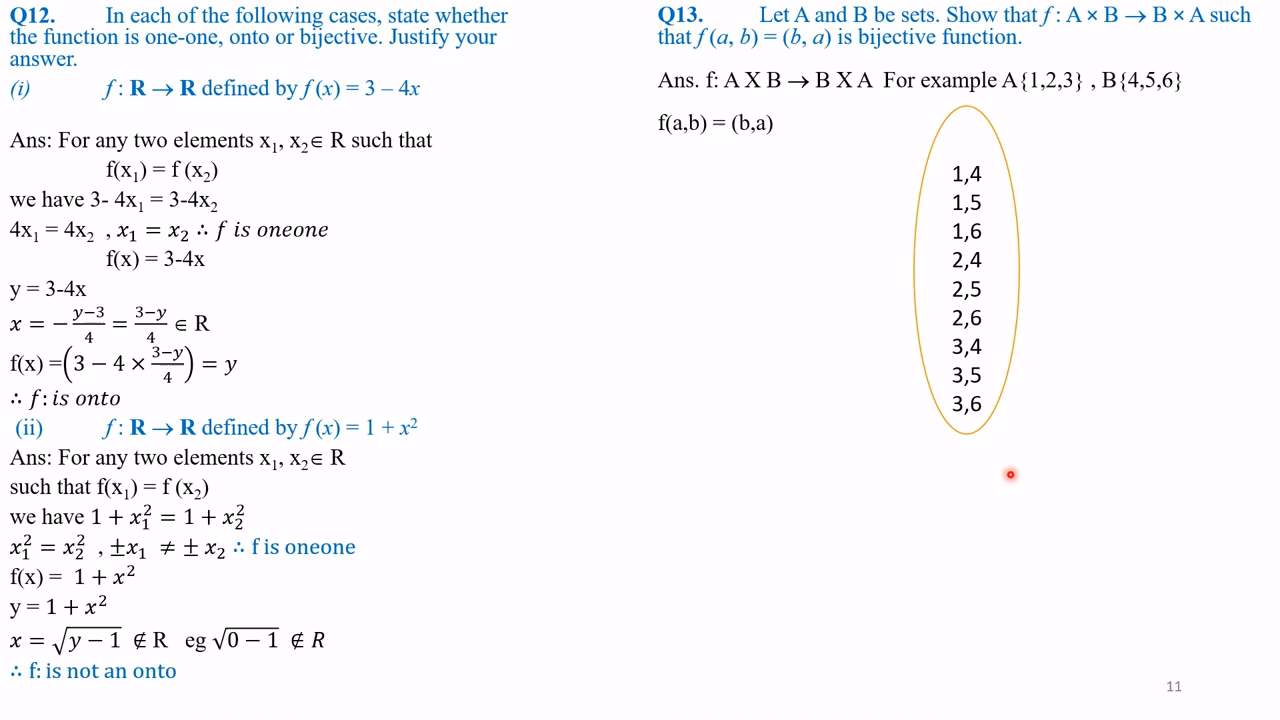 Q12. In each of the following cases, state whether
the function is one-one, onto or bijective. Justify your
answer.
(i) f : R → R defined by f (x) = 3 – 4x
Ans: For any two elements x₁, x₂∈ R such that
f(x₁) = f (x₂)
we have 3- 4x₁ = 3-4x₂
4x₁ = 4x₂ , x₁ = x₂ ∴ f is oneone
f(x) = 3-4x
y = 3-4x
x = −(y−3)/4 = (3−y)/4 ∈ R
f(x) =(3 − 4 × (3−y)/4) = y
∴ f: is onto
(ii) f : R → R defined by f (x) = 1 + x²
Ans: For any two elements x₁, x₂∈ R
such that f(x₁) = f (x₂)
we have 1 + x₁² = 1 + x₂²
x₁² = x₂² , ±x₁ ≠ ± x₂ ∴ f is oneone
f(x) = 1 + x²
y = 1 + x²
x = √(y − 1) ∉ R eg √(0 − 1) ∉ R
∴ f: is not an onto
Q13. Let A and B be sets. Show that f : A × B → B × A such
that f (a, b) = (b, a) is bijective function.
Ans. f: A X B → B X A For example A{1,2,3} , B{4,5,6}
f(a,b) = (b,a)
1,4
1,5
1,6
2,4
2,5
2,6
3,4
3,5
3,6
11